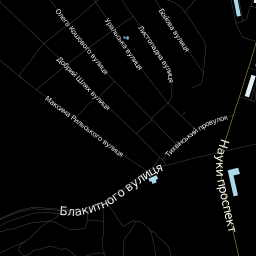 Бойова вулиця
Листопадна вулиця
Уральська вулиця
Олега Кошового вулиця
Добрий Шлях вулиця
Максима Рильського вулиця
Тихвінський провулок
Науки проспект
Блакитного вулиця